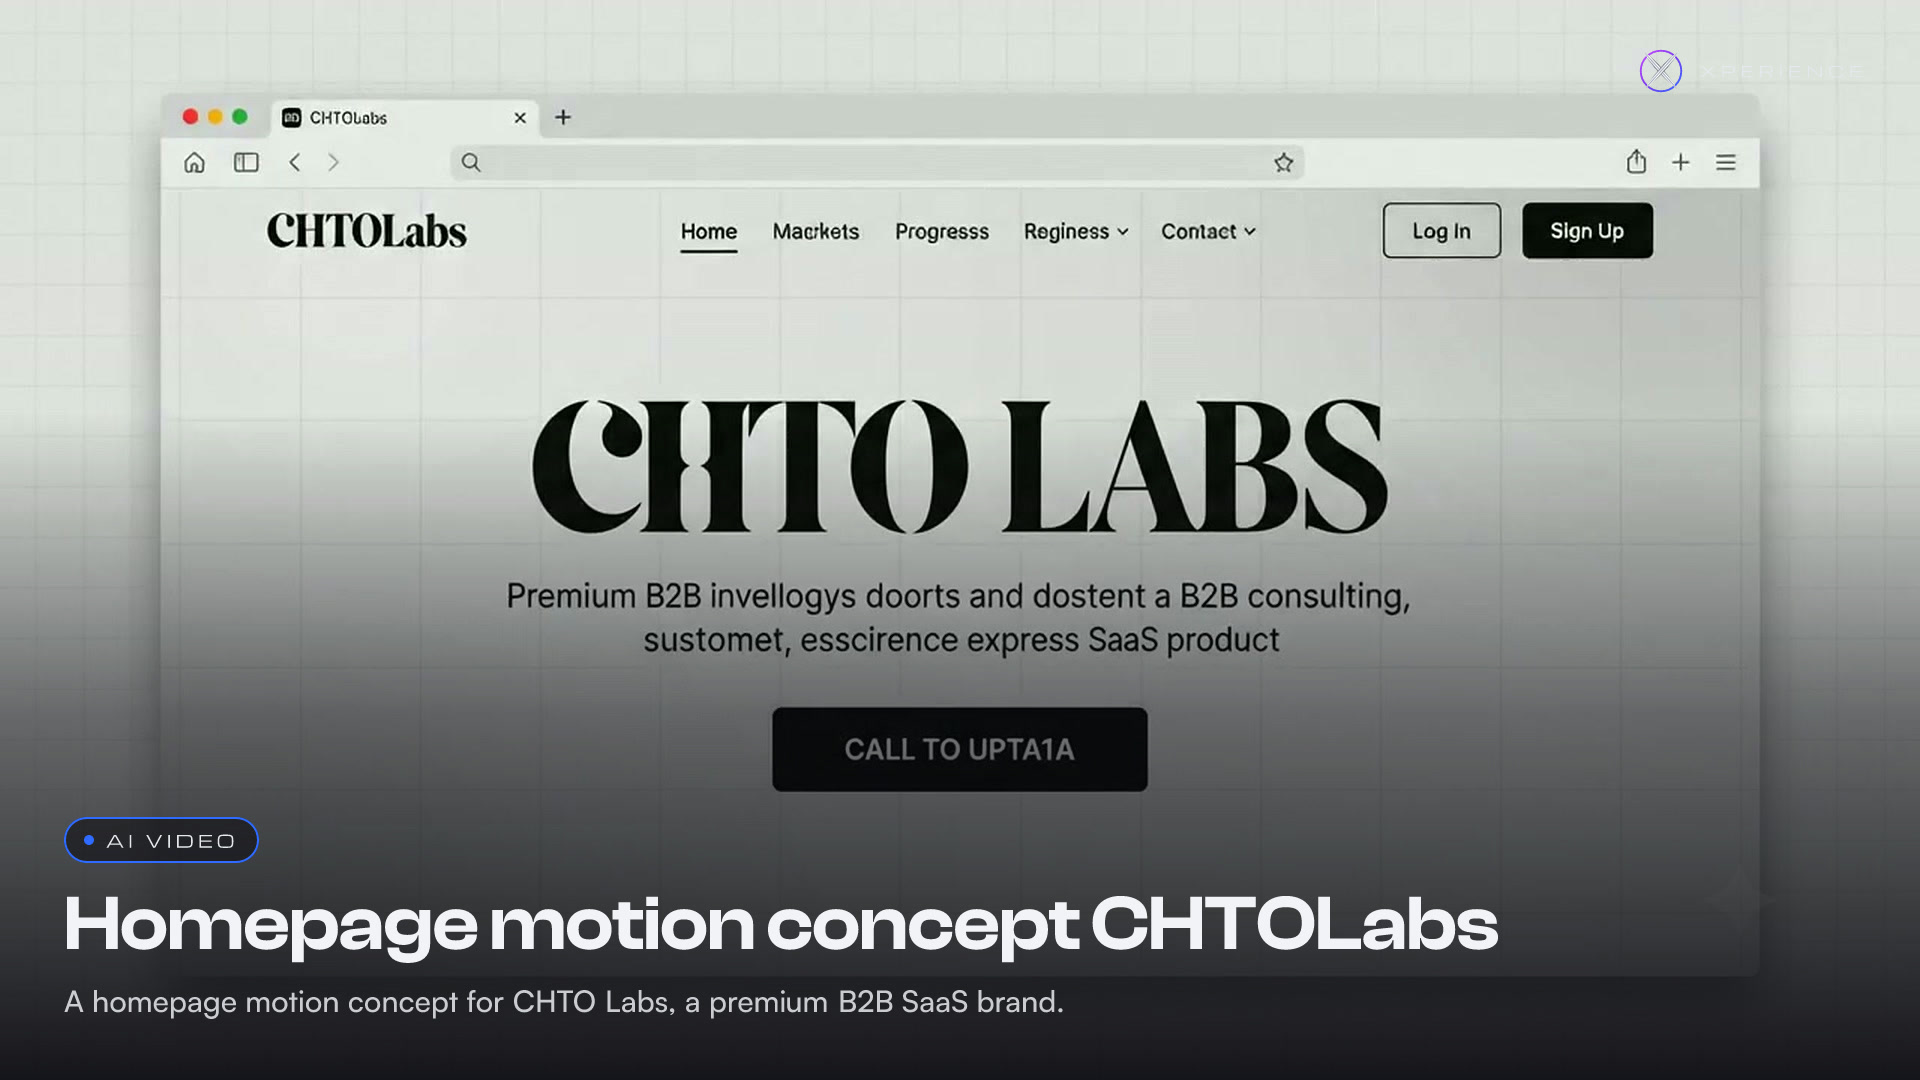 XPERIENCE
CHTOLabs
CHTOLabs
Home Maсrkets Progresss Reginess Contact Log In Sign Up
CHTO LABS
Premium B2B invellogys doorts and dostent a B2B consulting,
sustomet, esscirence express SaaS product
CALL TO UPTA1A
AI VIDEO
Homepage motion concept CHTOLabs
A homepage motion concept for CHTO Labs, a premium B2B SaaS brand.